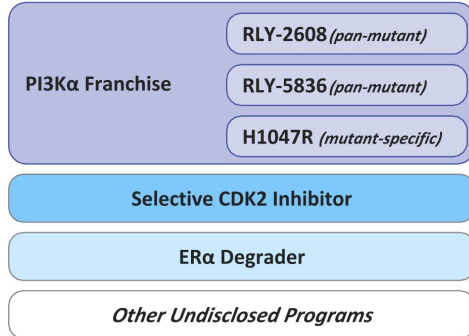 RLY-2608 (pan-mutant)
PI3Kα Franchise
RLY-5836 (pan-mutant)
H1047R (mutant-specific)
Selective CDK2 Inhibitor
ERα Degrader
Other Undisclosed Programs